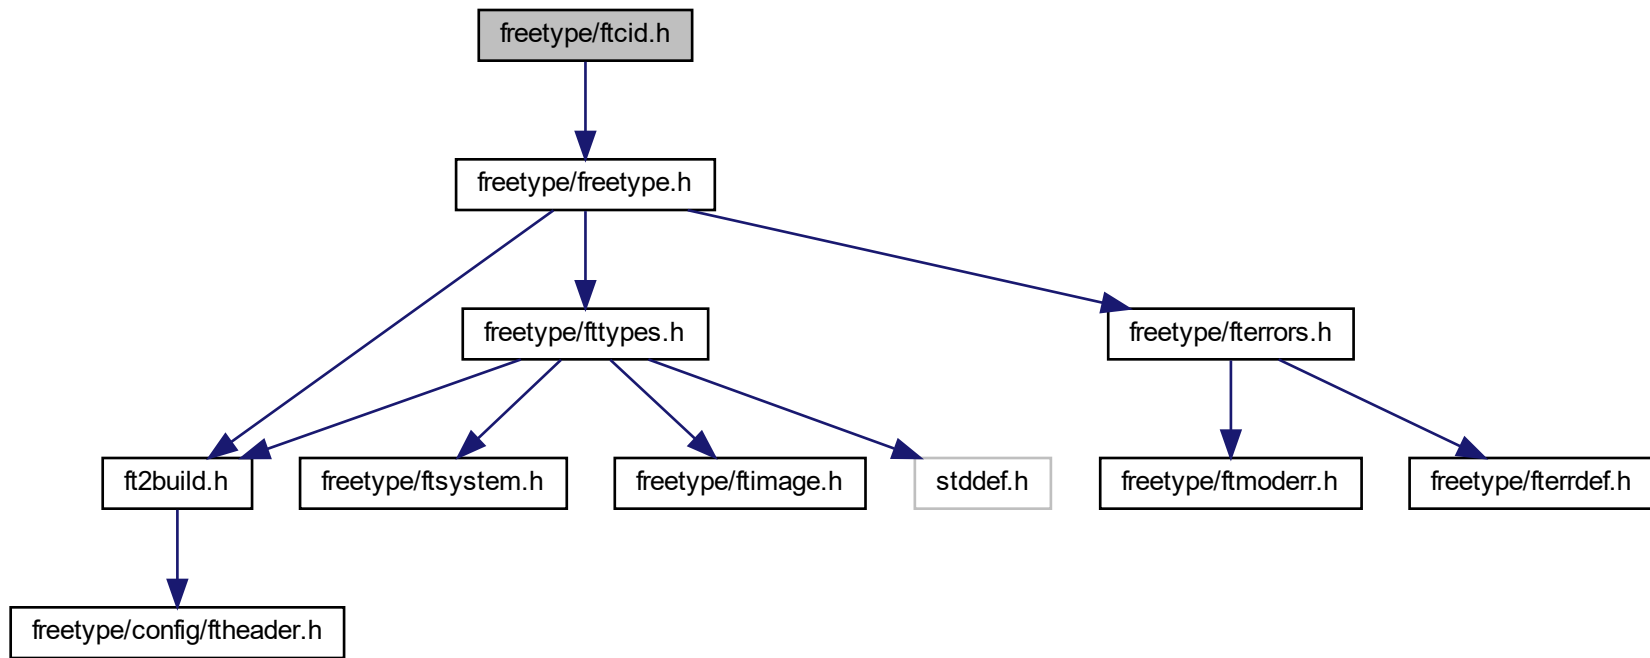 freetype/ftcid.h
freetype/freetype.h
freetype/fttypes.h
freetype/fterrors.h
ft2build.h
freetype/ftsystem.h
freetype/ftimage.h
stddef.h
freetype/ftmoderr.h
freetype/fterrdef.h
freetype/config/ftheader.h